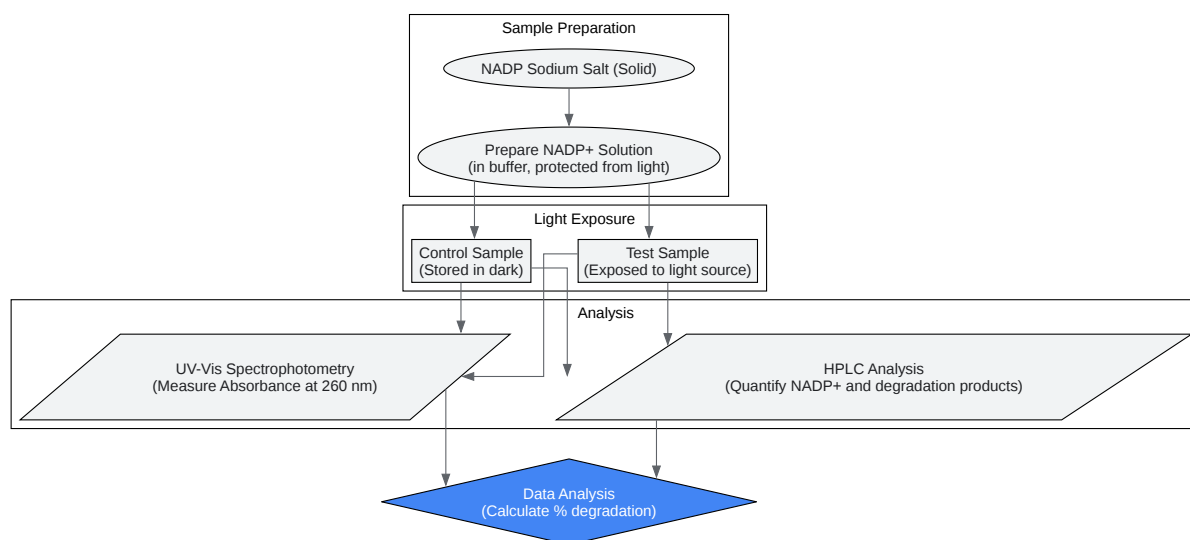 Sample Preparation
NADP Sodium Salt (Solid)
Prepare NADP+ Solution
(in buffer, protected from light)
Light Exposure
Control Sample
(Stored in dark)
Test Sample
(Exposed to light source)
Analysis
UV-Vis Spectrophotometry
(Measure Absorbance at 260 nm)
HPLC Analysis
(Quantify NADP+ and degradation products)
Data Analysis
(Calculate % degradation)